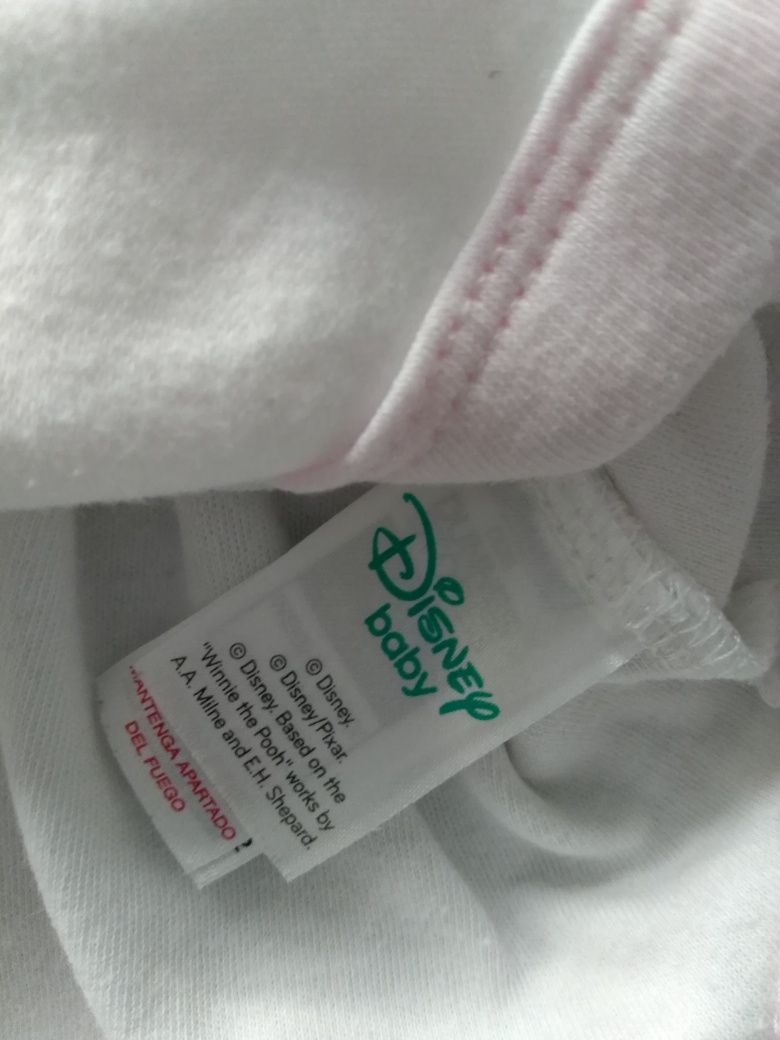 Disney
baby
© Disney.
© Disney/Pixar.
© Disney. Based on the
"Winnie the Pooh" works by
A.A. Milne and E.H. Shepard.
MANTENGA APARTADO
DEL FUEGO